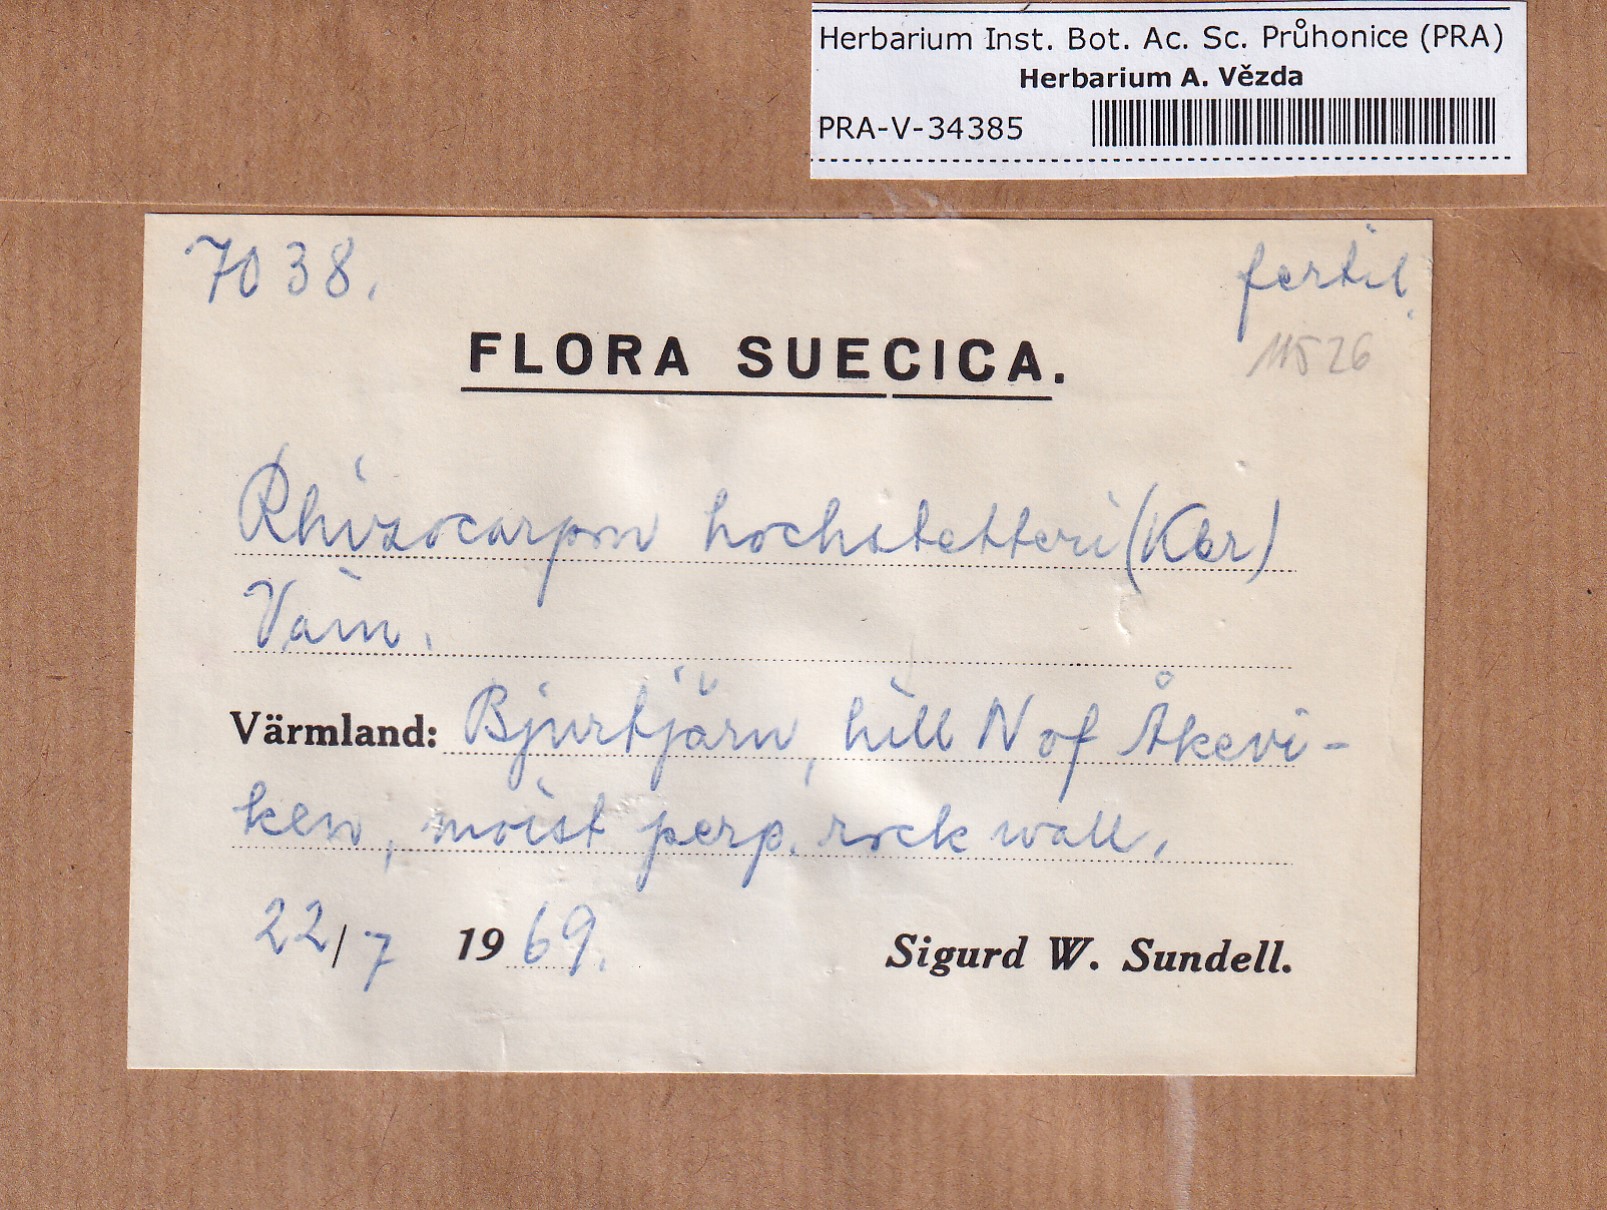 Herbarium Inst. Bot. Ac. Sc. Průhonice (PRA)
Herbarium A. Vězda
PRA-V-34385
7038.
fertil.
11526
FLORA SUECICA.
Rhizocarpon hochstetteri (Kbr)
Vain.
Värmland: Bjurtjärn, hill N of Åkevi-
ken, moist perp. rock wall.
22/7 1969.
Sigurd W. Sundell.